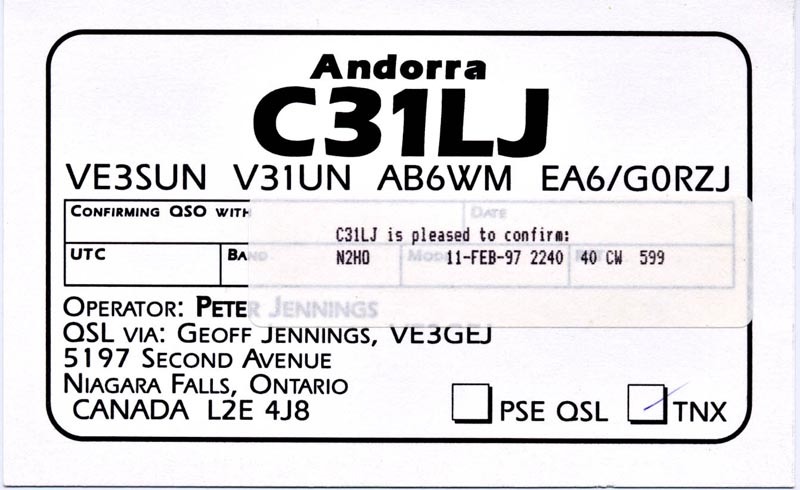 Andorra
C31LJ
VE3SUN V31UN AB6WM EA6/G0RZJ
CONFIRMING QSO WITH DATE
C31LJ is pleased to confirm:
UTC BAND MODE
N2HO 11-FEB-97 2240 40 CW 599
OPERATOR: PETER JENNINGS
QSL VIA: GEOFF JENNINGS, VE3GEJ
5197 SECOND AVENUE
NIAGARA FALLS, ONTARIO
CANADA L2E 4J8
PSE QSL TNX